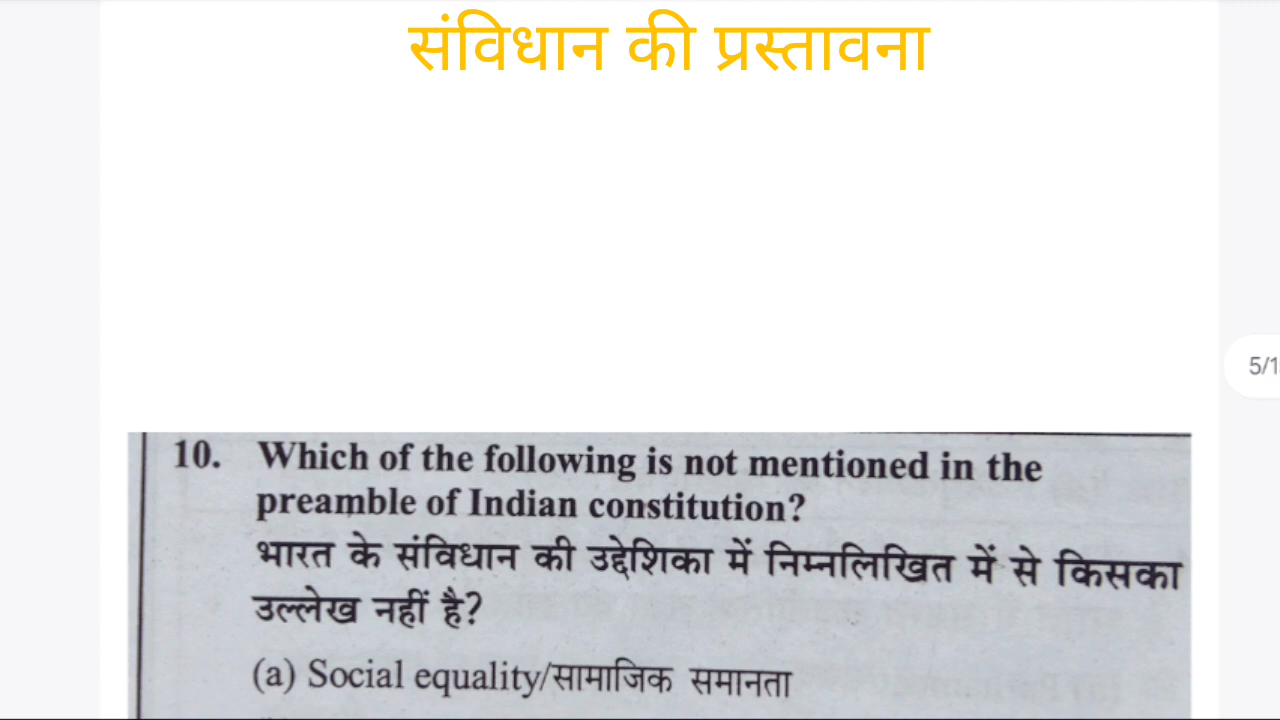 संविधान की प्रस्तावना
5/1
10. Which of the following is not mentioned in the
preamble of Indian constitution?
भारत के संविधान की उद्देशिका में निम्नलिखित में से किसका
उल्लेख नहीं है?
(a) Social equality/सामाजिक समानता